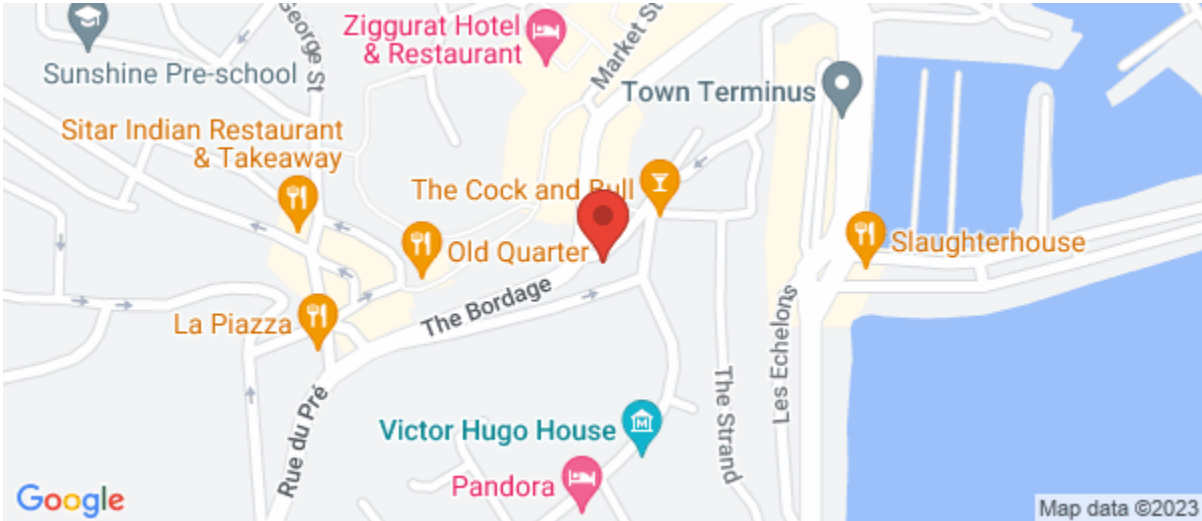 George St
Ziggurat Hotel
& Restaurant
Market St
Sunshine Pre-school
Town Terminus
Sitar Indian Restaurant
& Takeaway
The Cock and Bull
Old Quarter
Slaughterhouse
The Bordage
La Piazza
Les Echelons
Rue du Pré
The Strand
Victor Hugo House
M
Pandora
Google
Map data ©2023